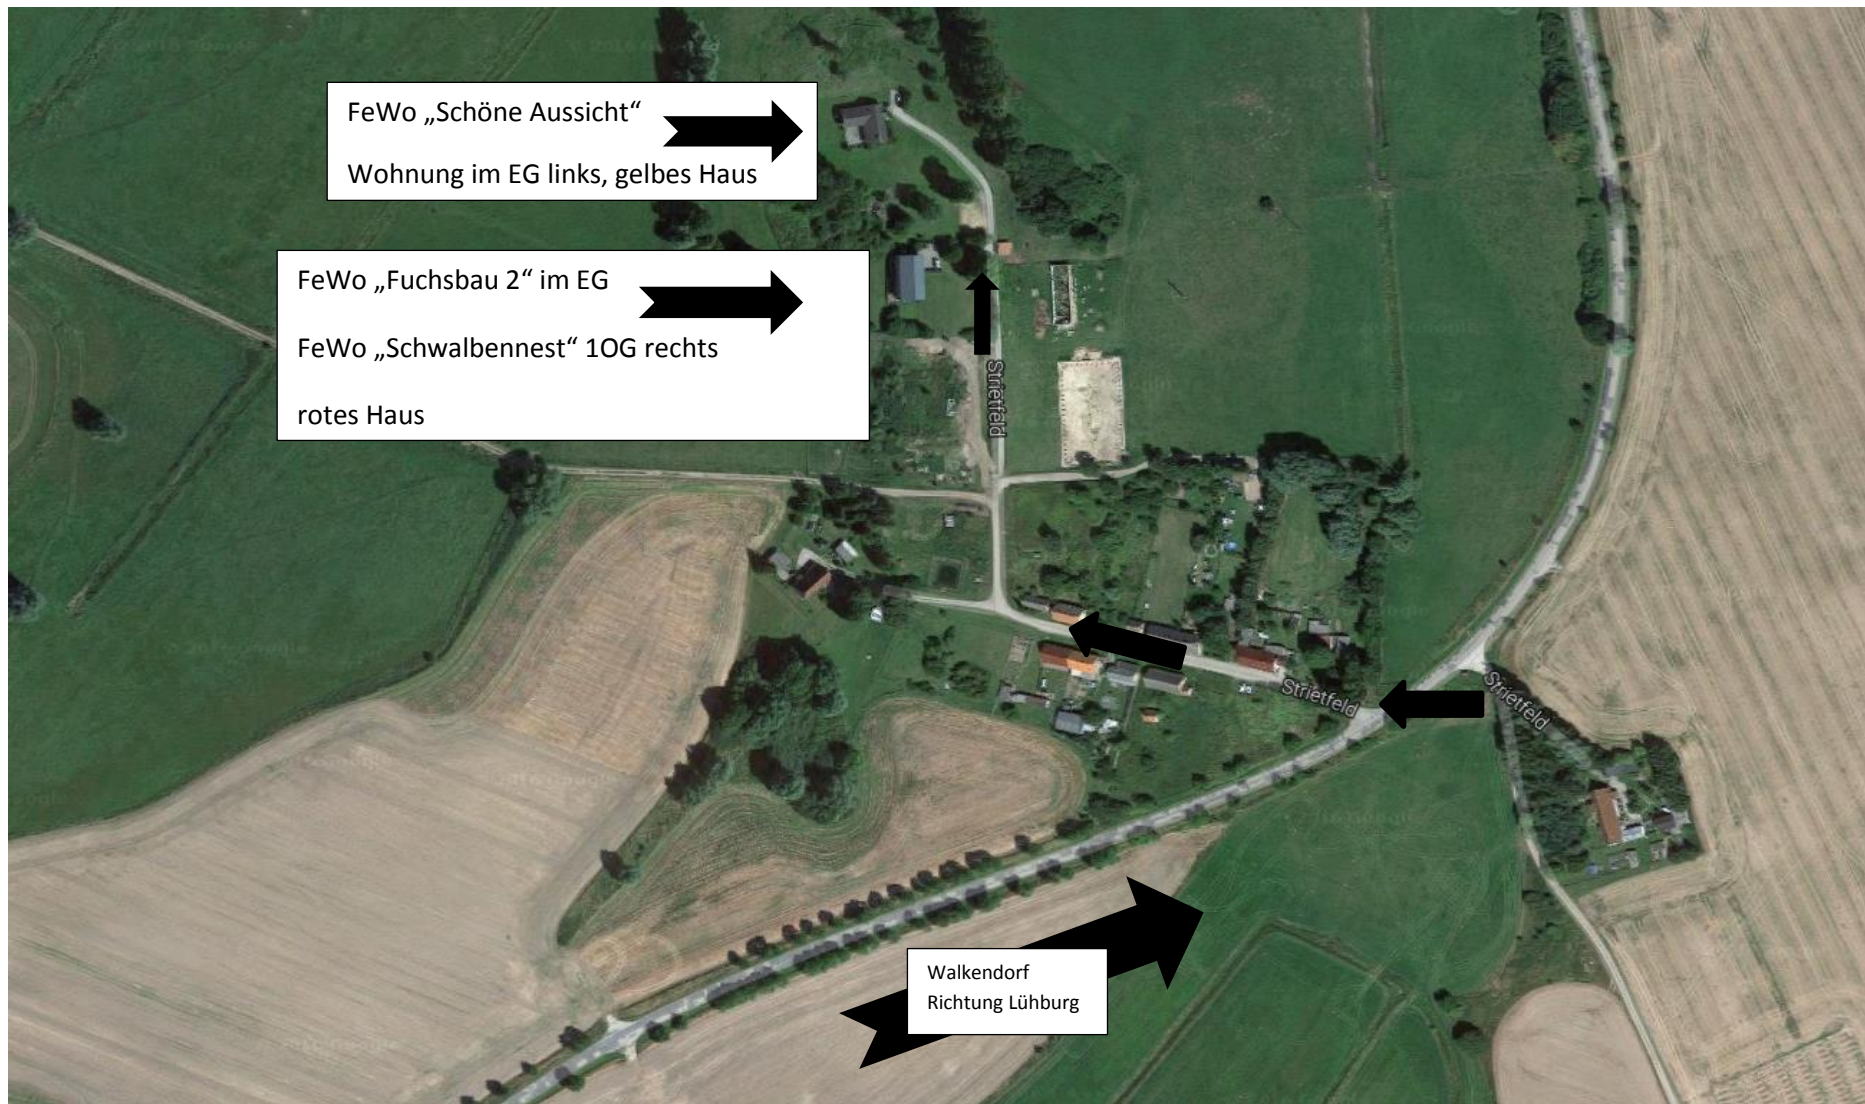 FeWo „Schöne Aussicht“
Wohnung im EG links, gelbes Haus
FeWo „Fuchsbau 2“ im EG
FeWo „Schwalbennest“ 1OG rechts
rotes Haus
Strietfeld
Strietfeld
Strietfeld
Walkendorf
Richtung Lühburg